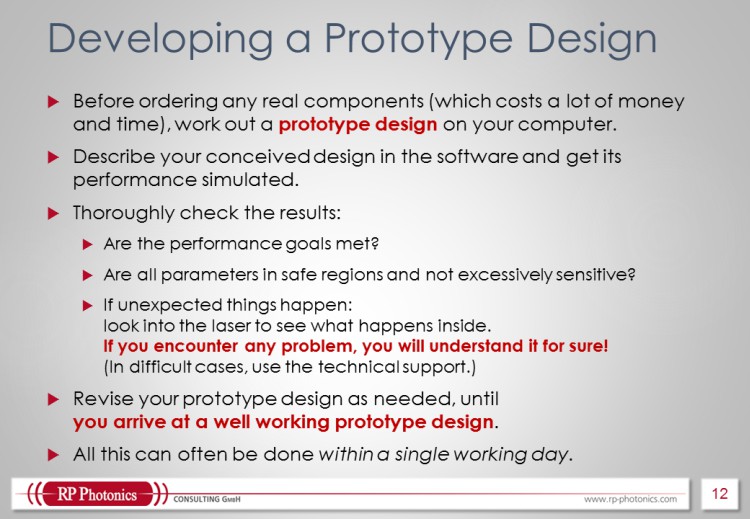 Developing a Prototype Design
Before ordering any real components (which costs a lot of money
and time), work out a prototype design on your computer.
Describe your conceived design in the software and get its
performance simulated.
Thoroughly check the results:
Are the performance goals met?
Are all parameters in safe regions and not excessively sensitive?
If unexpected things happen:
look into the laser to see what happens inside.
If you encounter any problem, you will understand it for sure!
(In difficult cases, use the technical support.)
Revise your prototype design as needed, until
you arrive at a well working prototype design.
All this can often be done within a single working day.
RP Photonics CONSULTING GmbH www.rp-photonics.com 12